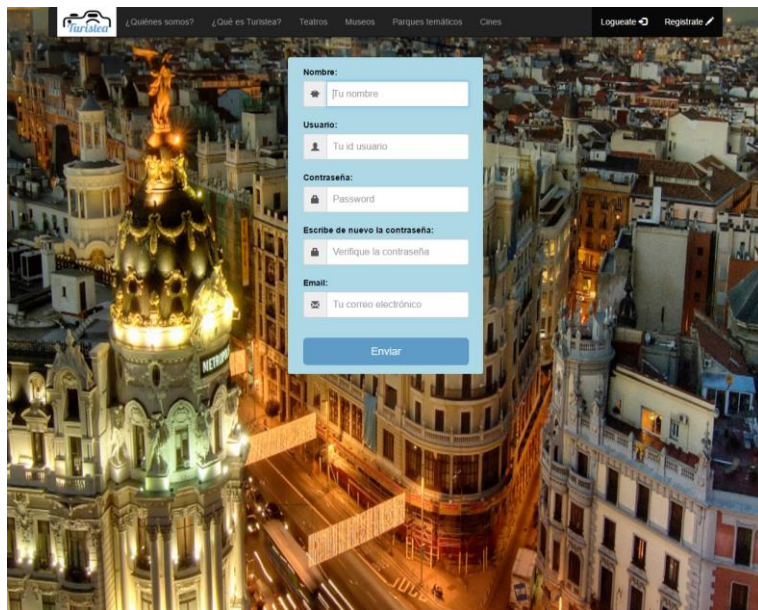 Turistea
¿Quiénes somos? ¿Qué es Turistea? Teatros Museos Parques temáticos Cines Logueate Registrate
Nombre:
Tu nombre
Usuario:
Tu id usuario
Contraseña:
Password
Escribe de nuevo la contraseña:
Verifique la contraseña
Email:
Tu correo electrónico
Enviar